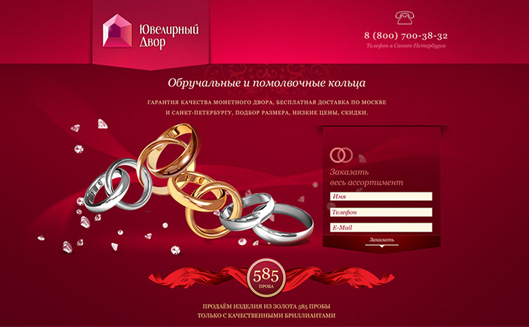 Ювелирный
Двор
8 (800) 700-38-32
Телефон в Санкт-Петербурге
Обручальные и помолвочные кольца
ГАРАНТИЯ КАЧЕСТВА МОНЕТНОГО ДВОРА, БЕСПЛАТНАЯ ДОСТАВКА ПО МОСКВЕ
И САНКТ-ПЕТЕРБУРГУ, ПОДБОР РАЗМЕРА, НИЗКИЕ ЦЕНЫ, СКИДКИ.
Заказать
весь ассортимент
Имя
Телефон
E-Mail
Заказать
585
ПРОБА
ПРОДАЁМ ИЗДЕЛИЯ ИЗ ЗОЛОТА 585 ПРОБЫ
ТОЛЬКО С КАЧЕСТВЕННЫМИ БРИЛЛИАНТАМИ